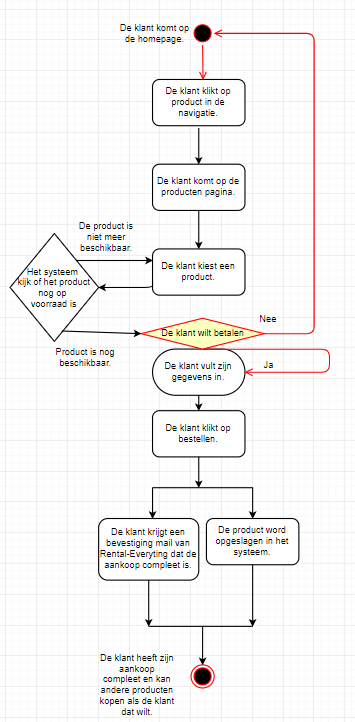 De klant komt op
de homepage.
De klant klikt op
product in de
navigatie.
De klant komt op de
producten pagina.
De product is
niet meer
beschikbaar.
Het systeem
kijk of het product
nog op
voorraad is
De klant kiest een
product.
Nee
De klant wilt betalen
Product is nog
beschikbaar.
De klant vult zijn
gegevens in.
Ja
De klant klikt op
bestellen.
De klant krijgt een
bevestiging mail van
Rental-Everyting dat de
aankoop compleet is.
De product word
opgeslagen in het
systeem.
De klant heeft zijn
aankoop
compleet en kan
andere producten
kopen als de klant
dat wilt.